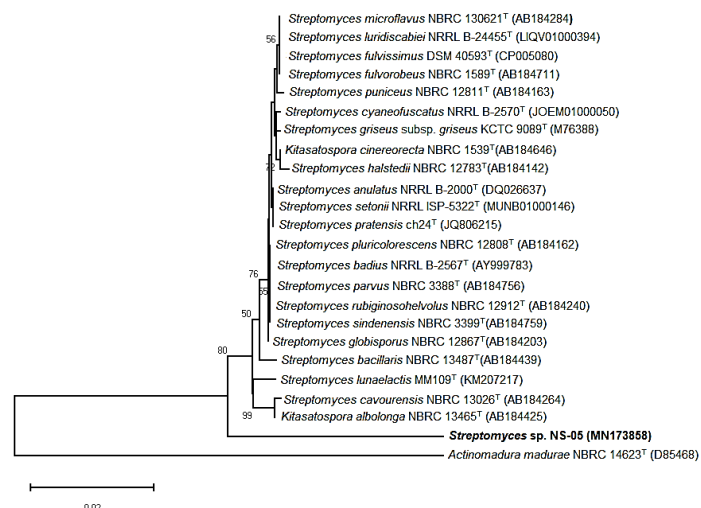 Streptomyces microflavus NBRC 130621ᵀ (AB184284)
56
Streptomyces luridiscabiei NRRL B-24455ᵀ (LIQV01000394)
Streptomyces fulvissimus DSM 40593ᵀ (CP005080)
Streptomyces fulvorobeus NBRC 1589ᵀ (AB184711)
Streptomyces puniceus NBRC 12811ᵀ (AB184163)
Streptomyces cyaneofuscatus NRRL B-2570ᵀ (JOEM01000050)
Streptomyces griseus subsp. griseus KCTC 9089ᵀ (M76388)
Kitasatospora cinereorecta NBRC 1539ᵀ(AB184646)
72
Streptomyces halstedii NBRC 12783ᵀ(AB184142)
Streptomyces anulatus NRRL B-2000ᵀ (DQ026637)
Streptomyces setonii NRRL ISP-5322ᵀ (MUNB01000146)
Streptomyces pratensis ch24ᵀ (JQ806215)
Streptomyces pluricolorescens NBRC 12808ᵀ (AB184162)
Streptomyces badius NRRL B-2567ᵀ (AY999783)
76
Streptomyces parvus NBRC 3388ᵀ (AB184756)
65
Streptomyces rubiginosohelvolus NBRC 12912ᵀ (AB184240)
50
Streptomyces sindenensis NBRC 3399ᵀ(AB184759)
Streptomyces globisporus NBRC 12867ᵀ(AB184203)
80
Streptomyces bacillaris NBRC 13487ᵀ(AB184439)
Streptomyces lunaelactis MM109ᵀ (KM207217)
Streptomyces cavourensis NBRC 13026ᵀ (AB184264)
99
Kitasatospora albolonga NBRC 13465ᵀ (AB184425)
Streptomyces sp. NS-05 (MN173858)
Actinomadura madurae NBRC 14623ᵀ (D85468)
0.02